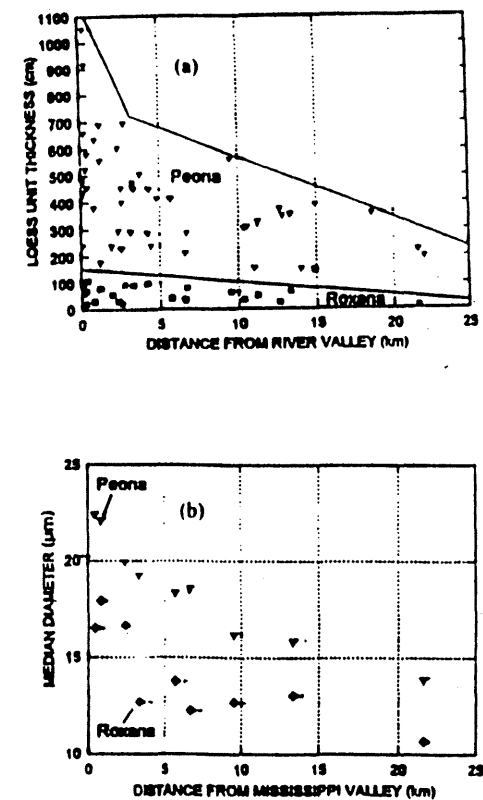 1100
1000
900
800
700
600
500
400
300
200
100
0
LOESS UNIT THICKNESS (cm)
(a)
Peoria
Roxana
0 5 10 15 20 25
DISTANCE FROM RIVER VALLEY (km)
25
20
15
10
MEDIAN DIAMETER (µm)
Peoria
(b)
Roxana
0 5 10 15 20 25
DISTANCE FROM MISSISSIPPI VALLEY (km)